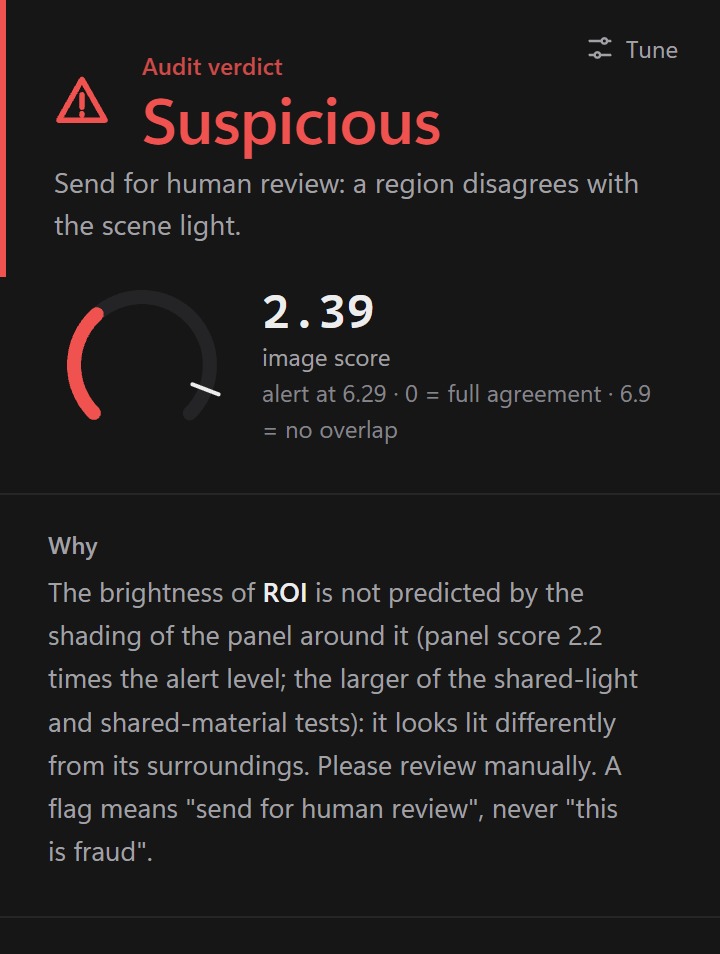 Tune
Audit verdict
Suspicious
Send for human review: a region disagrees with
the scene light.
2.39
image score
alert at 6.29 · 0 = full agreement · 6.9
= no overlap
Why
The brightness of ROI is not predicted by the
shading of the panel around it (panel score 2.2
times the alert level; the larger of the shared-light
and shared-material tests): it looks lit differently
from its surroundings. Please review manually. A
flag means "send for human review", never "this
is fraud".